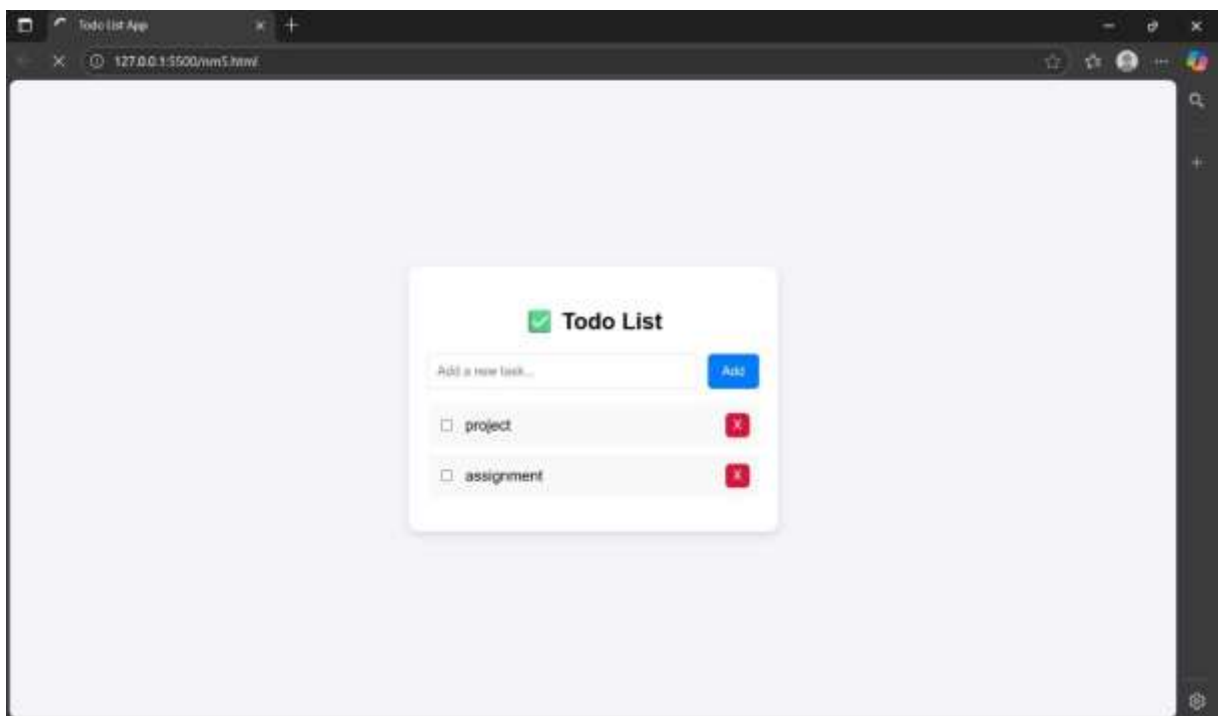 Todo List App
127.0.0.1:5500/nm5.html
✅ Todo List
Add a new task...
Add
project
X
assignment
X